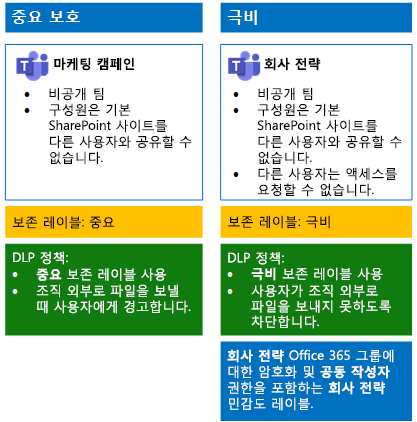 중요 보호
마케팅 캠페인
• 비공개 팀
• 구성원은 기본
SharePoint 사이트를
다른 사용자와 공유할 수
없습니다.
보존 레이블: 중요
DLP 정책:
• 중요 보존 레이블 사용
• 조직 외부로 파일을 보낼
때 사용자에게 경고합니다.
극비
회사 전략
• 비공개 팀
• 구성원은 기본
SharePoint 사이트를
다른 사용자와 공유할 수
없습니다.
• 다른 사용자는 액세스를
요청할 수 없습니다.
보존 레이블: 극비
DLP 정책:
• 극비 보존 레이블 사용
• 사용자가 조직 외부로
파일을 보내지 못하도록
차단합니다.
회사 전략 Office 365 그룹에
대한 암호화 및 공동 작성자
권한을 포함하는 회사 전략
민감도 레이블.